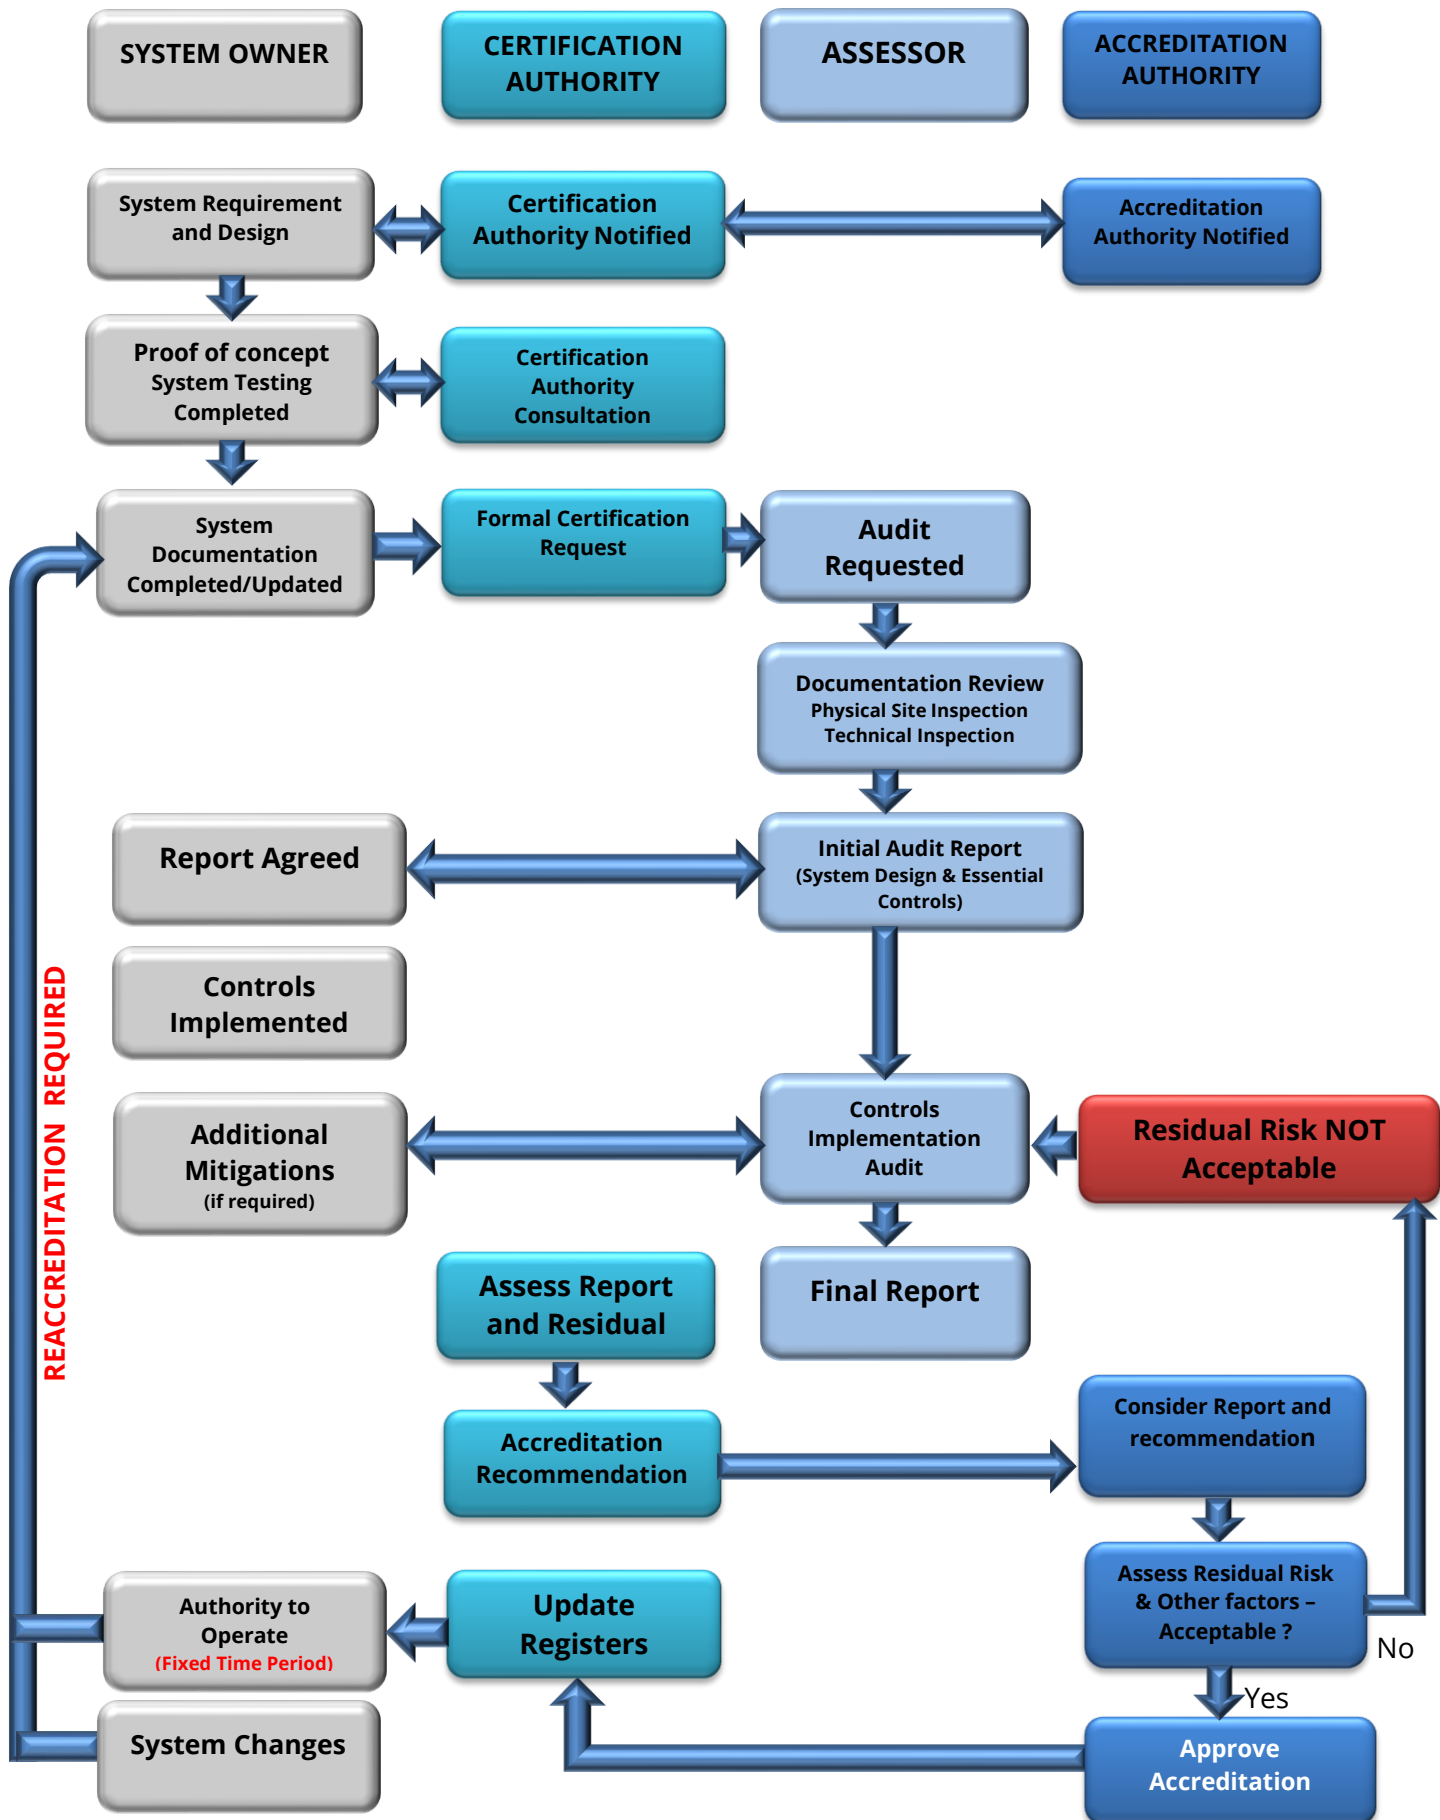 SYSTEM OWNER
CERTIFICATION
AUTHORITY
ASSESSOR
ACCREDITATION
AUTHORITY
System Requirement
and Design
Certification
Authority Notified
Accreditation
Authority Notified
Proof of concept
System Testing
Completed
Certification
Authority
Consultation
System
Documentation
Completed/Updated
Formal Certification
Request
Audit
Requested
Documentation Review
Physical Site Inspection
Technical Inspection
Report Agreed
Initial Audit Report
(System Design & Essential
Controls)
Controls
Implemented
REACCREDITATION REQUIRED
Additional
Mitigations
(if required)
Controls
Implementation
Audit
Residual Risk NOT
Acceptable
Assess Report
and Residual
Final Report
Accreditation
Recommendation
Consider Report and
recommendation
Assess Residual Risk
& Other factors –
Acceptable ?
No
Yes
Authority to
Operate
(Fixed Time Period)
Update
Registers
System Changes
Approve
Accreditation